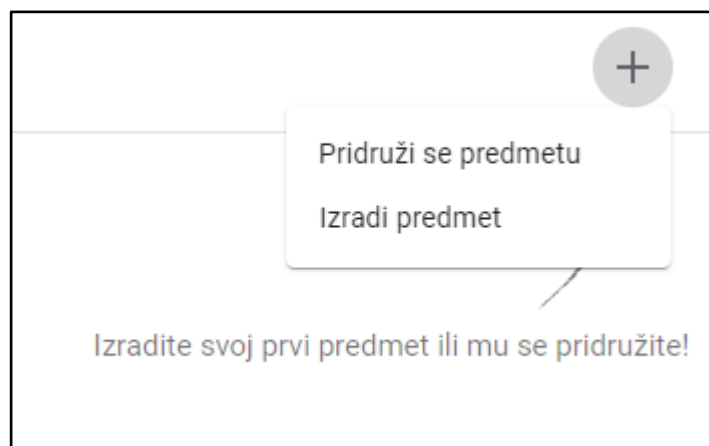 Pridruži se predmetu
Izradi predmet
Izradite svoj prvi predmet ili mu se pridružite!